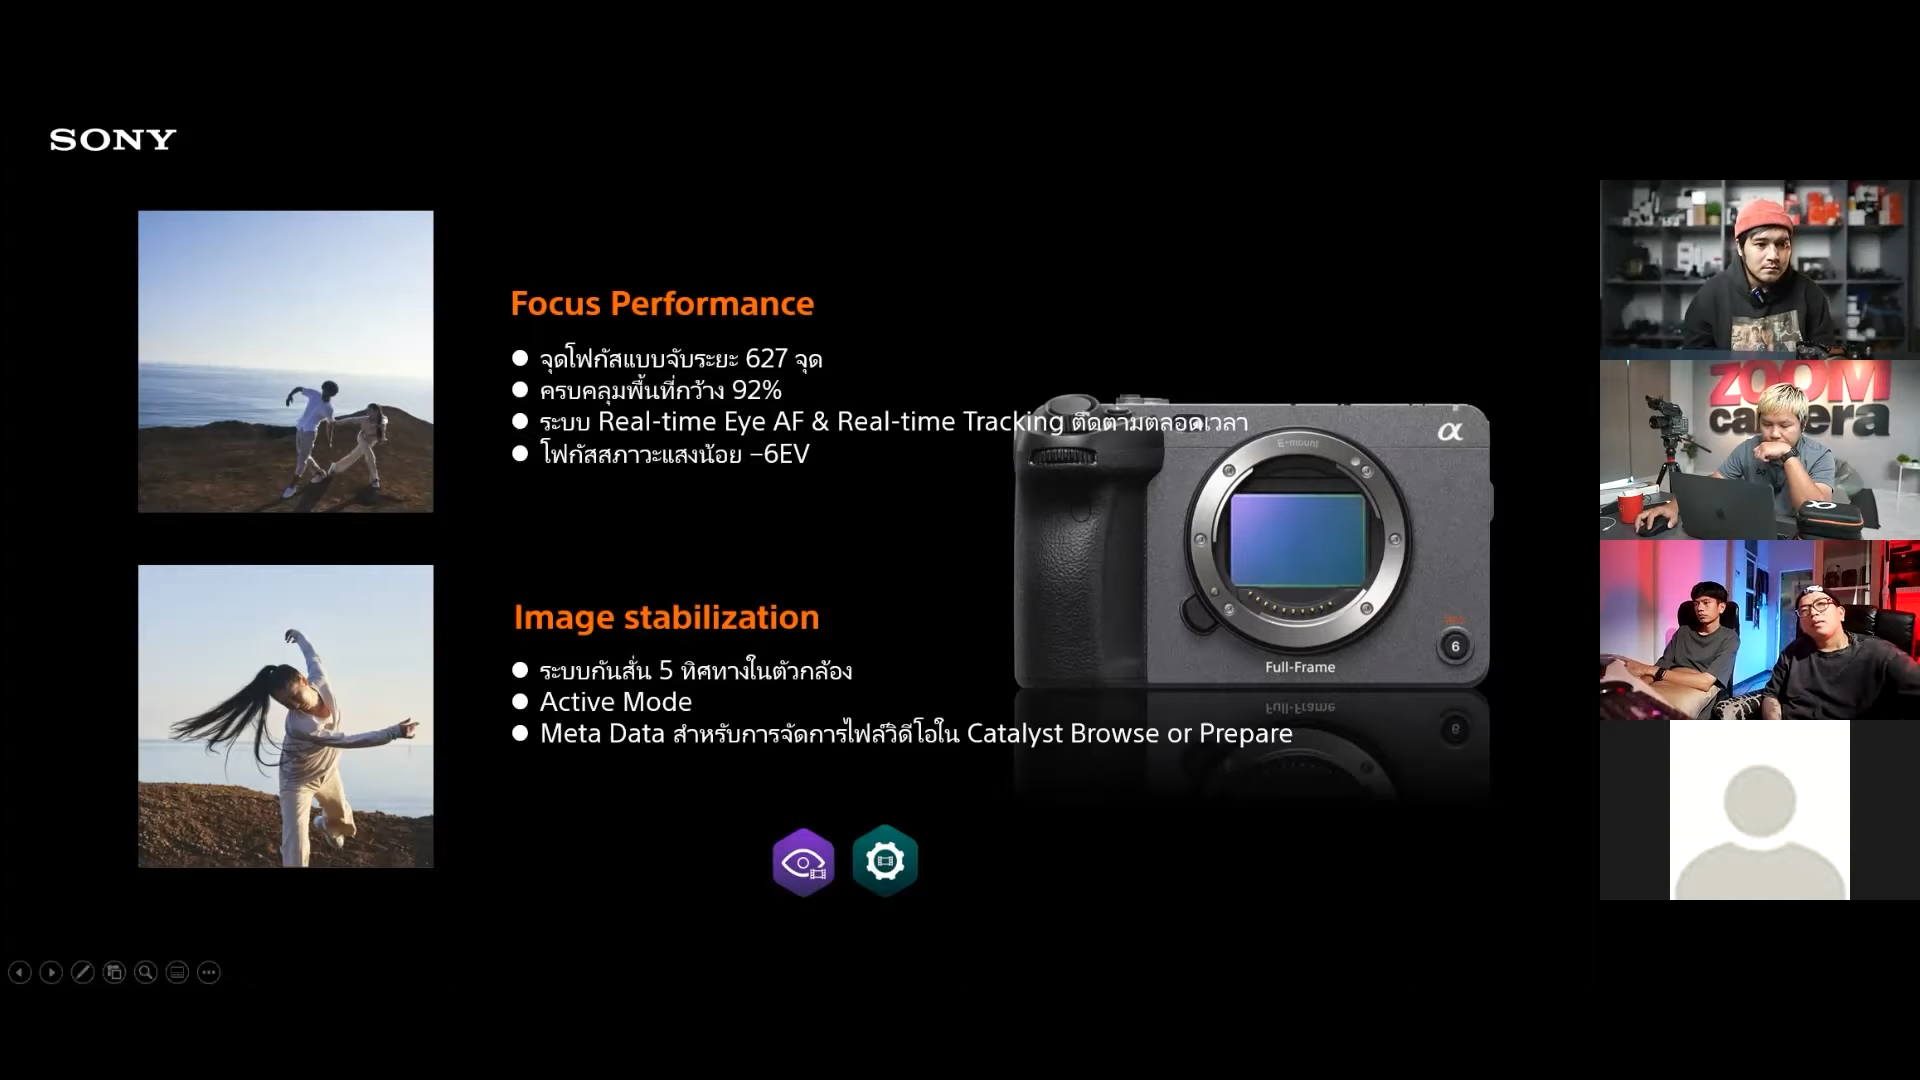 SONY
Focus Performance
จุดโฟกัสแบบจับระยะ 627 จุด
ครบคลุมพื้นที่กว้าง 92%
ระบบ Real-time Eye AF & Real-time Tracking ติดตามตลอดเวลา
โฟกัสสภาวะแสงน้อย –6EV
Image stabilization
ระบบกันสั่น 5 ทิศทางในตัวกล้อง
Active Mode
Meta Data สำหรับการจัดการไฟล์วิดีโอใน Catalyst Browse or Prepare
E-mount
α
6
Full-Frame
ZOOM
camera